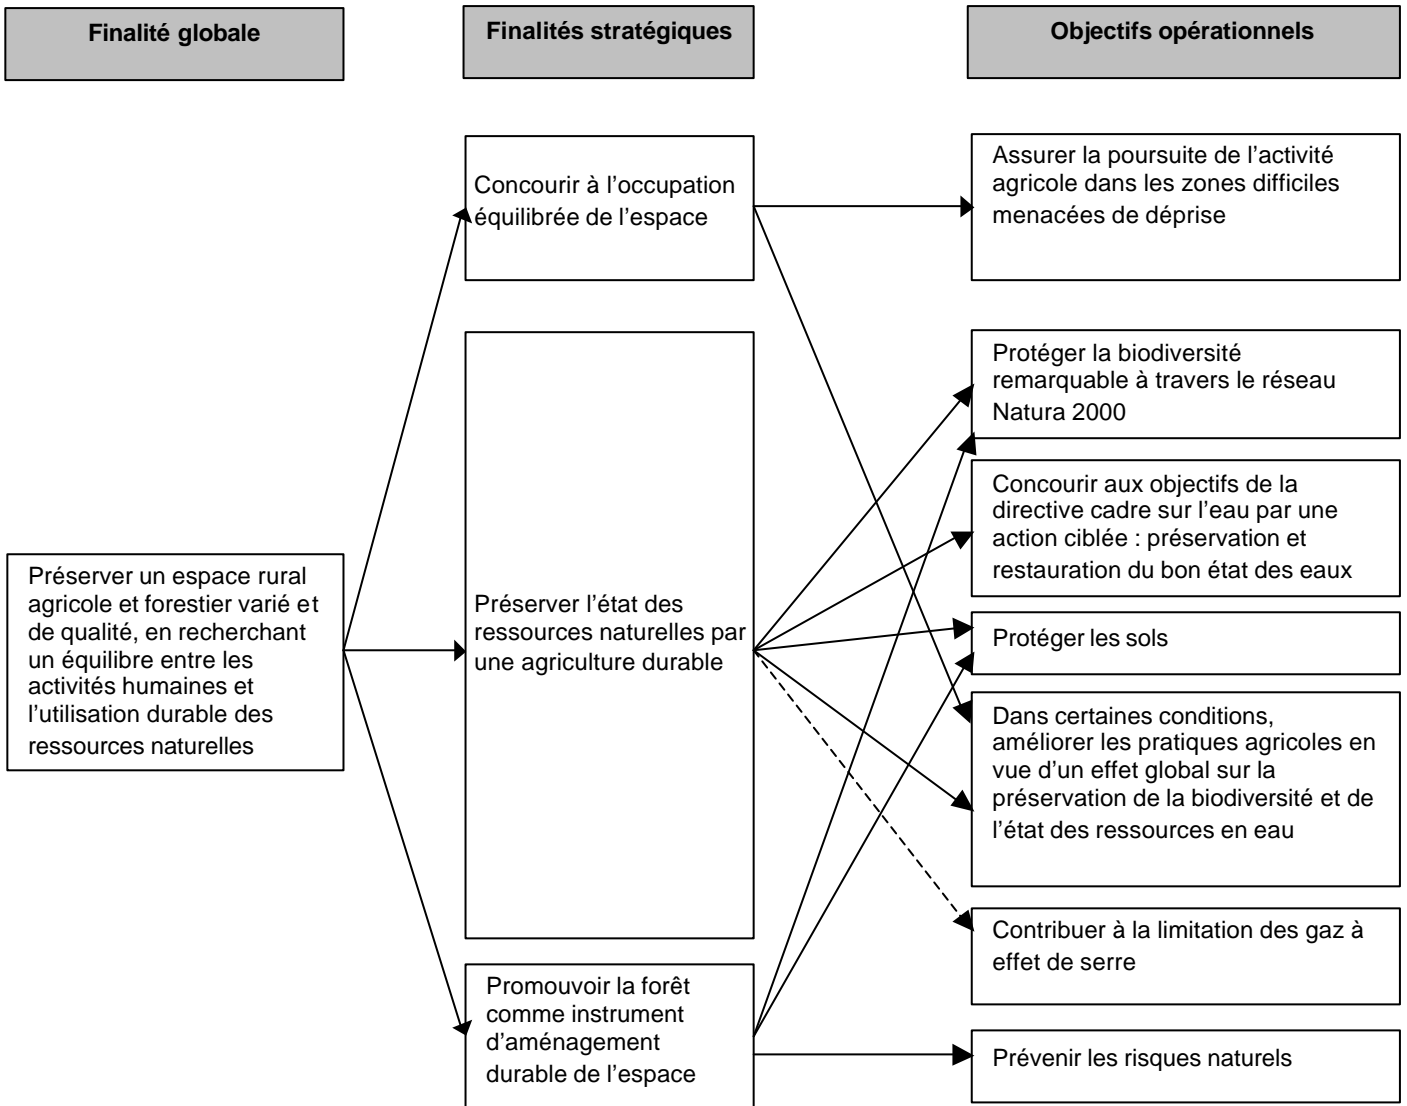 Finalité globale
Finalités stratégiques
Objectifs opérationnels
Préserver un espace rural
agricole et forestier varié et
de qualité, en recherchant
un équilibre entre les
activités humaines et
l’utilisation durable des
ressources naturelles
Concourir à l’occupation
équilibrée de l’espace
Préserver l’état des
ressources naturelles par
une agriculture durable
Promouvoir la forêt
comme instrument
d’aménagement
durable de l’espace
Assurer la poursuite de l’activité
agricole dans les zones difficiles
menacées de déprise
Protéger la biodiversité
remarquable à travers le réseau
Natura 2000
Concourir aux objectifs de la
directive cadre sur l’eau par une
action ciblée : préservation et
restauration du bon état des eaux
Protéger les sols
Dans certaines conditions,
améliorer les pratiques agricoles en
vue d’un effet global sur la
préservation de la biodiversité et de
l’état des ressources en eau
Contribuer à la limitation des gaz à
effet de serre
Prévenir les risques naturels